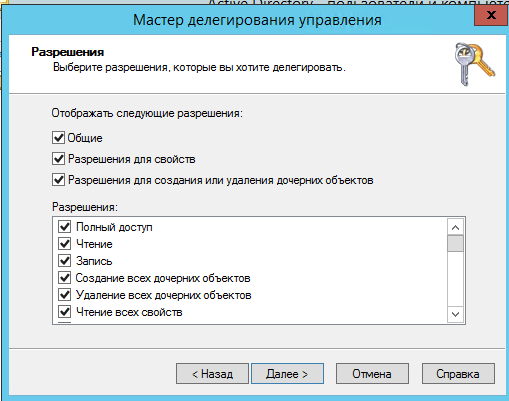 Active Directory - пользователи и компьюте
Мастер делегирования управления
x
Разрешения
Выберите разрешения, которые вы хотите делегировать.
Отображать следующие разрешения:
Общие
Разрешения для свойств
Разрешения для создания или удаления дочерних объектов
Разрешения:
Полный доступ
Чтение
Запись
Создание всех дочерних объектов
Удаление всех дочерних объектов
Чтение всех свойств
< Назад Далее > Отмена Справка